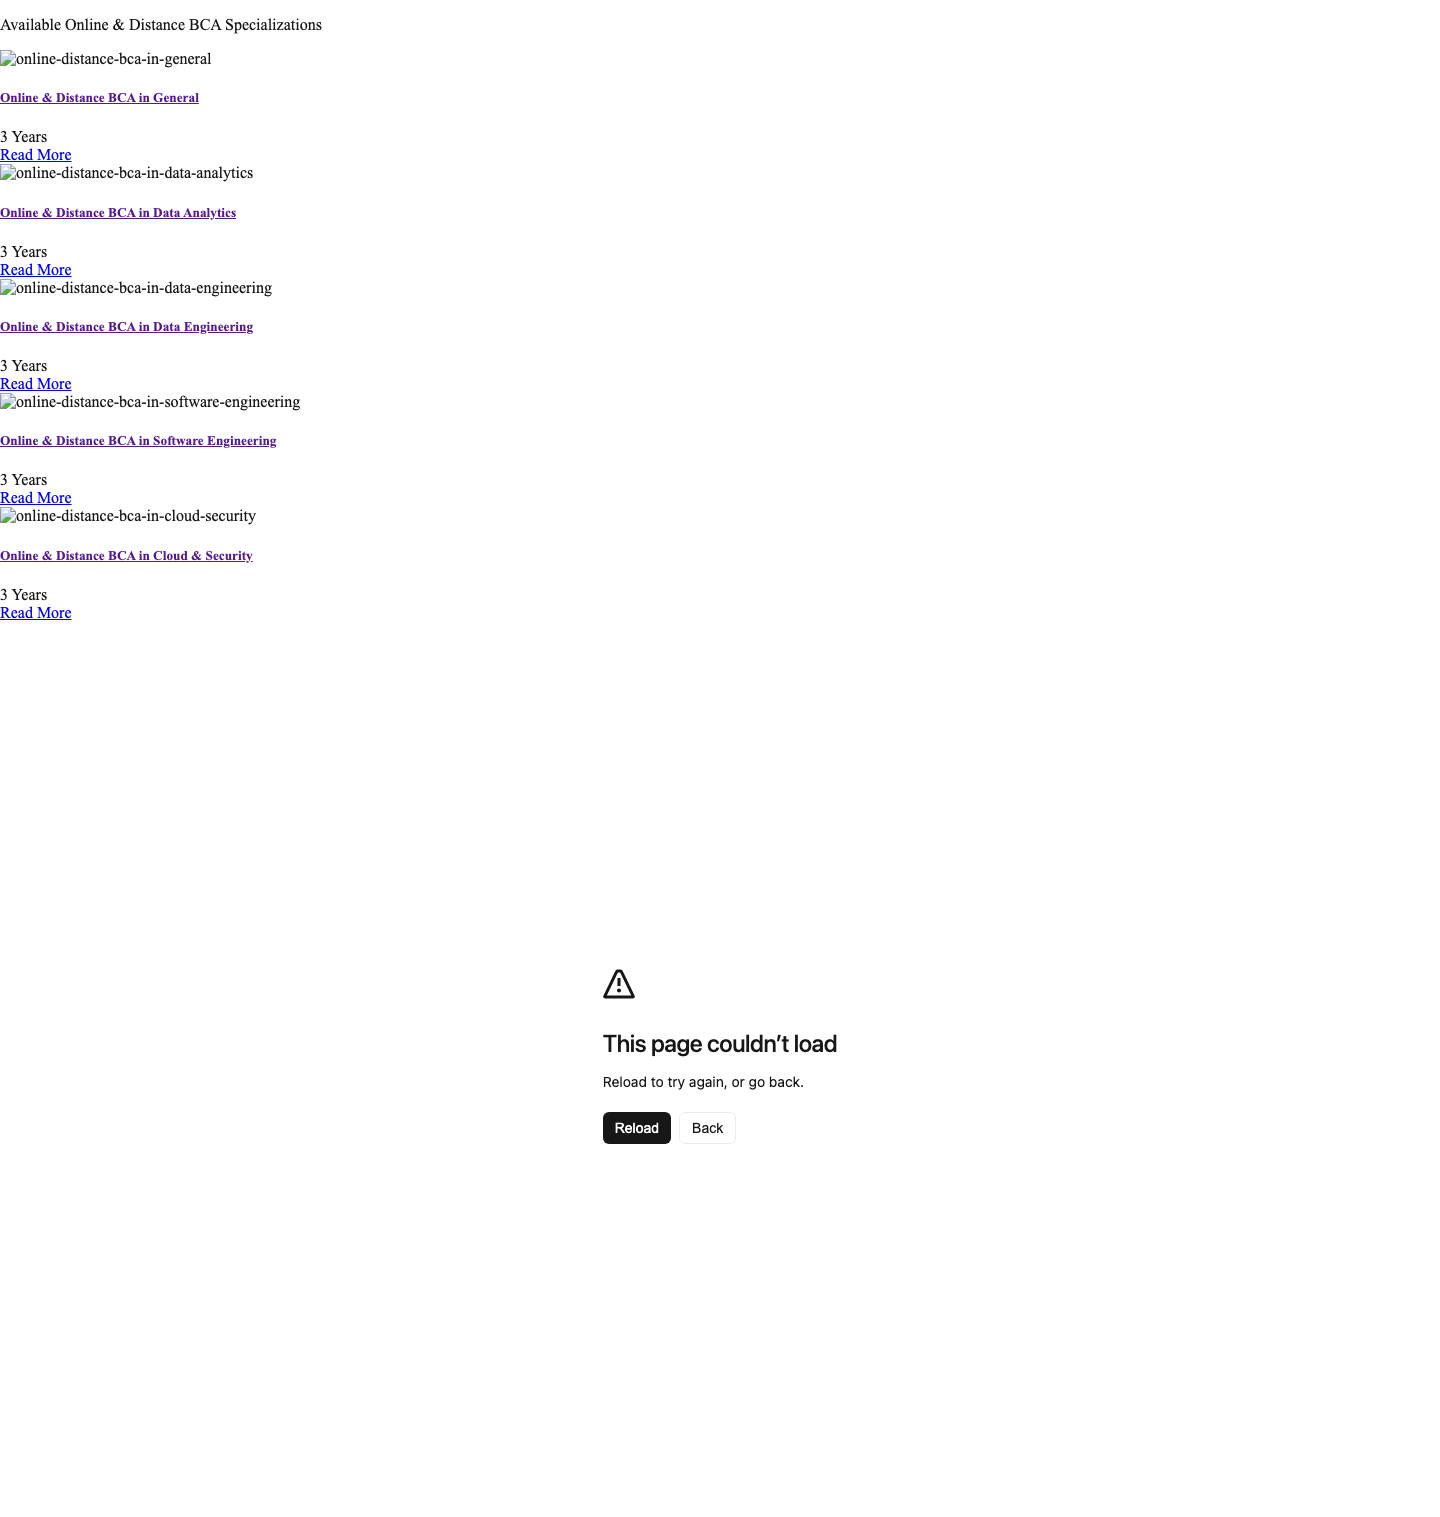 Available Online & Distance BCA Specializations
online-distance-bca-in-general
Online & Distance BCA in General
3 Years
Read More
online-distance-bca-in-data-analytics
Online & Distance BCA in Data Analytics
3 Years
Read More
online-distance-bca-in-data-engineering
Online & Distance BCA in Data Engineering
3 Years
Read More
online-distance-bca-in-software-engineering
Online & Distance BCA in Software Engineering
3 Years
Read More
online-distance-bca-in-cloud-security
Online & Distance BCA in Cloud & Security
3 Years
Read More
This page couldn’t load
Reload to try again, or go back.
Reload Back